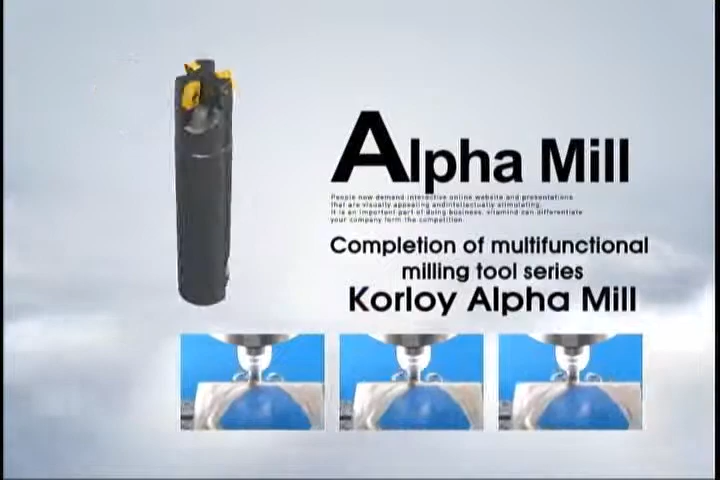 Alpha Mill
People now demand interactive online website and presentations
that are visually appealing andintellectually stimulating.
It is an important part of doing business. vitamind can differentiate
your company form the competition
Completion of multifunctional
milling tool series
Korloy Alpha Mill